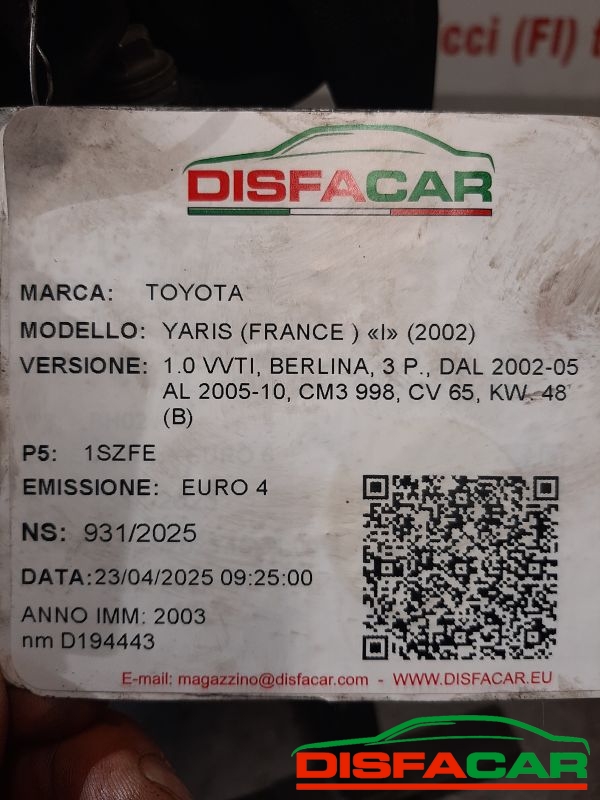 cci (FI) t
DISFACAR
MARCA: TOYOTA
MODELLO: YARIS (FRANCE ) «I» (2002)
VERSIONE: 1.0 VVTI, BERLINA, 3 P., DAL 2002-05
AL 2005-10, CM3 998, CV 65, KW. 48
(B)
P5: 1SZFE
EMISSIONE: EURO 4
NS: 931/2025
DATA:23/04/2025 09:25:00
ANNO IMM: 2003
nm D194443
E-mail: magazzino@disfacar.com - WWW.DISFACAR.EU
DISFACAR